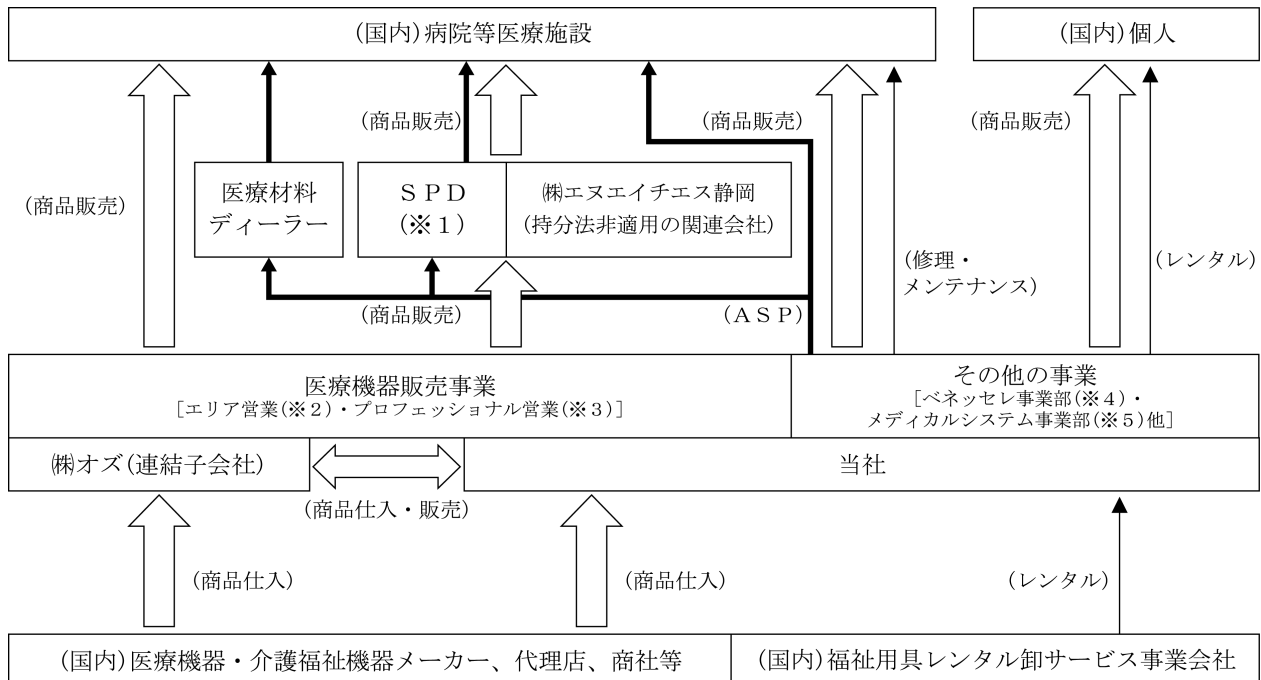 (国内)病院等医療施設
(国内)個人
(商品販売)
(商品販売)
(商品販売)
(商品販売)
医療材料
ディーラー
ＳＰＤ
(※１)
㈱エヌエイチエス静岡
(持分法非適用の関連会社)
(修理・
メンテナンス)
(レンタル)
(商品販売)
(ＡＳＰ)
医療機器販売事業
[エリア営業(※２)・プロフェッショナル営業(※３)]
その他の事業
[ベネッセレ事業部(※４)・
メディカルシステム事業部(※５)他]
㈱オズ(連結子会社)
当社
(商品仕入・販売)
(商品仕入)
(商品仕入)
(レンタル)
(国内)医療機器・介護福祉機器メーカー、代理店、商社等
(国内)福祉用具レンタル卸サービス事業会社